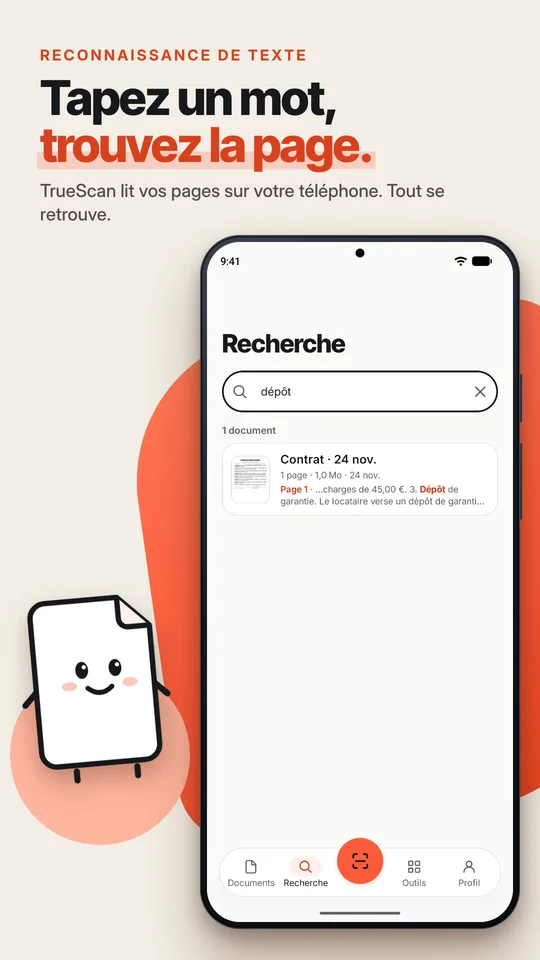 RECONNAISSANCE DE TEXTE
Tapez un mot,
trouvez la page.
TrueScan lit vos pages sur votre téléphone. Tout se
retrouve.
9:41
Recherche
dépôt
1 document
Contrat · 24 nov.
1 page · 1,0 Mo · 24 nov.
Page 1 · ...charges de 45,00 €. 3. Dépôt de
garantie. Le locataire verse un dépôt de garanti...
Documents
Recherche
Outils
Profil